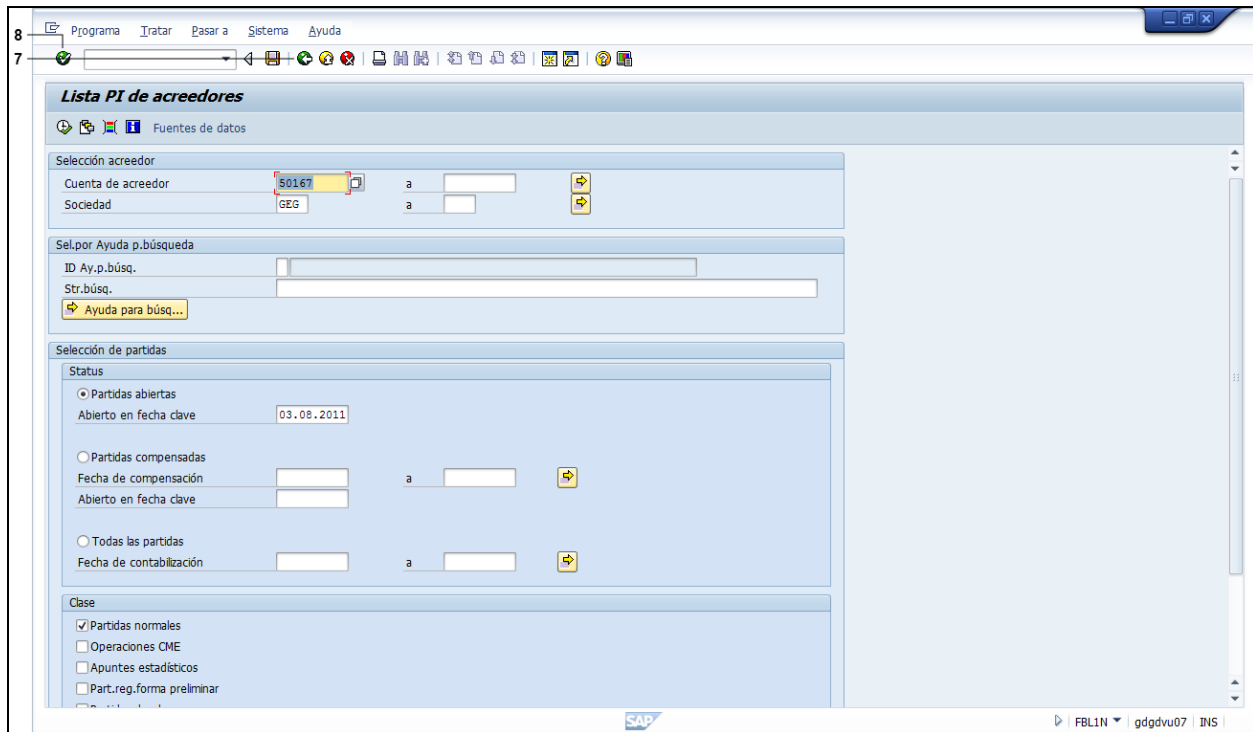 8
Programa Tratar Pasar a Sistema Ayuda
7
Lista PI de acreedores
Fuentes de datos
Selección acreedor
Cuenta de acreedor 50167 a
Sociedad GEG a
Sel.por Ayuda p.búsqueda
ID Ay.p.búsq.
Str.búsq.
Ayuda para búsq...
Selección de partidas
Status
Partidas abiertas
Abierto en fecha clave 03.08.2011
Partidas compensadas
Fecha de compensación a
Abierto en fecha clave
Todas las partidas
Fecha de contabilización a
Clase
Partidas normales
Operaciones CME
Apuntes estadísticos
Part.reg.forma preliminar
SAP FBL1N gdgdvu07 INS